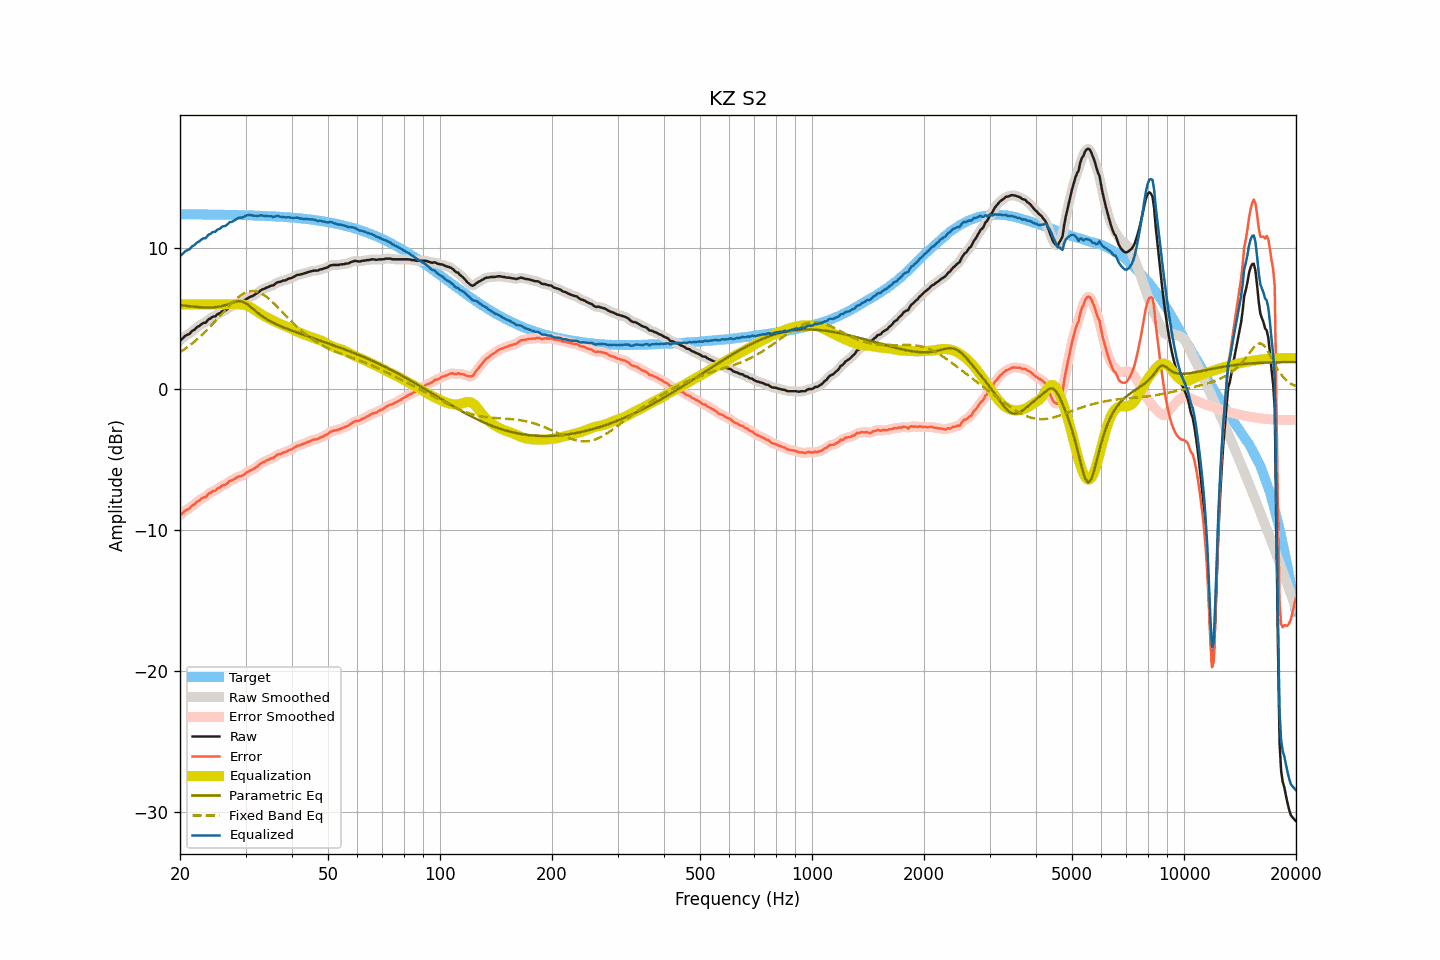 KZ S2
Amplitude (dBr)
10
0
−10
−20
−30
Target
Raw Smoothed
Error Smoothed
Raw
Error
Equalization
Parametric Eq
Fixed Band Eq
Equalized
20 50 100 200 500 1000 2000 5000 10000 20000
Frequency (Hz)